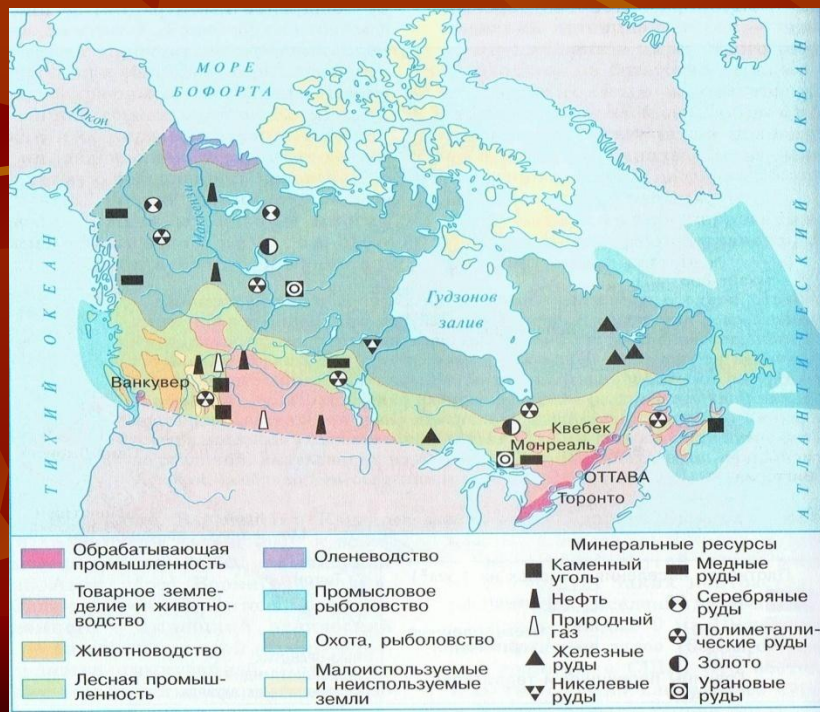 МОРЕ
БОФОРТА
Юкон
Маккензи
ТИХИЙ ОКЕАН
АТЛАНТИЧЕСКИЙ ОКЕАН
Гудзонов
залив
Ванкувер
Квебек
Монреаль
ОТТАВА
Торонто
Обрабатывающая
промышленность
Товарное земле-
делие и животно-
водство
Животноводство
Лесная промыш-
ленность
Оленеводство
Промысловое
рыболовство
Охота, рыболовство
Малоиспользуемые
и неиспользуемые
земли
Минеральные ресурсы
Каменный
уголь
Нефть
Природный
газ
Железные
руды
Никелевые
руды
Медные
руды
Серебряные
руды
Полиметалли-
ческие руды
Золото
Урановые
руды